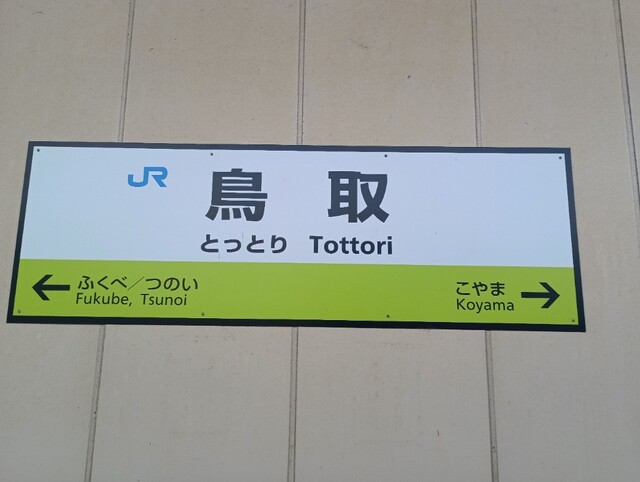 JR
鳥取
とっとり Tottori
← ふくべ／つのい
Fukube, Tsunoi
こやま →
Koyama